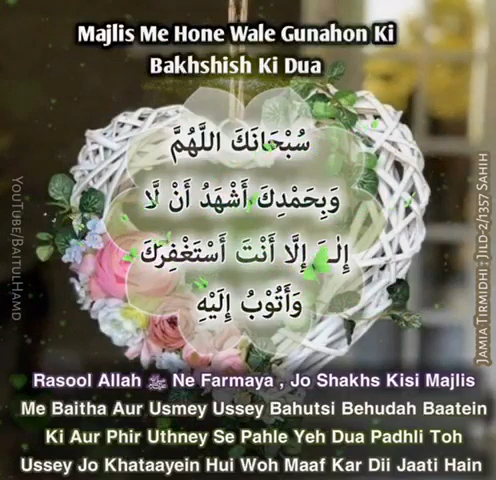 Majlis Me Hone Wale Gunahon Ki
Bakhshish Ki Dua
سُبْحَانَكَ اللَّهُمَّ
وَبِحَمْدِكَ أَشْهَدُ أَنْ لَّا
إِلٰـهَ إِلَّا أَنْتَ أَسْتَغْفِرُكَ
وَأَتُوْبُ إِلَيْهِ
YouTube/BaitulHamd
Jamia Tirmidhi : Jild-2/1357 Sahih
Rasool Allah ﷺ Ne Farmaya , Jo Shakhs Kisi Majlis
Me Baitha Aur Usmey Ussey Bahutsi Behudah Baatein
Ki Aur Phir Uthney Se Pahle Yeh Dua Padhli Toh
Ussey Jo Khataayein Hui Woh Maaf Kar Dii Jaati Hain